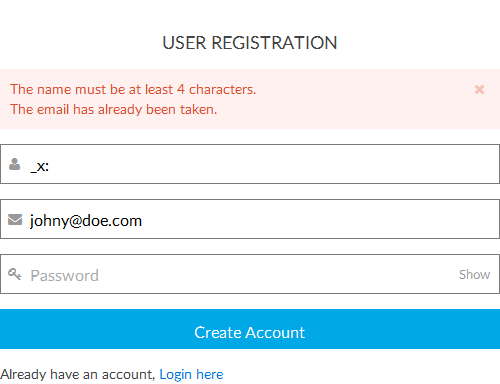 USER REGISTRATION
The name must be at least 4 characters.
The email has already been taken.
_x:
johny@doe.com
Password Show
Create Account
Already have an account, Login here